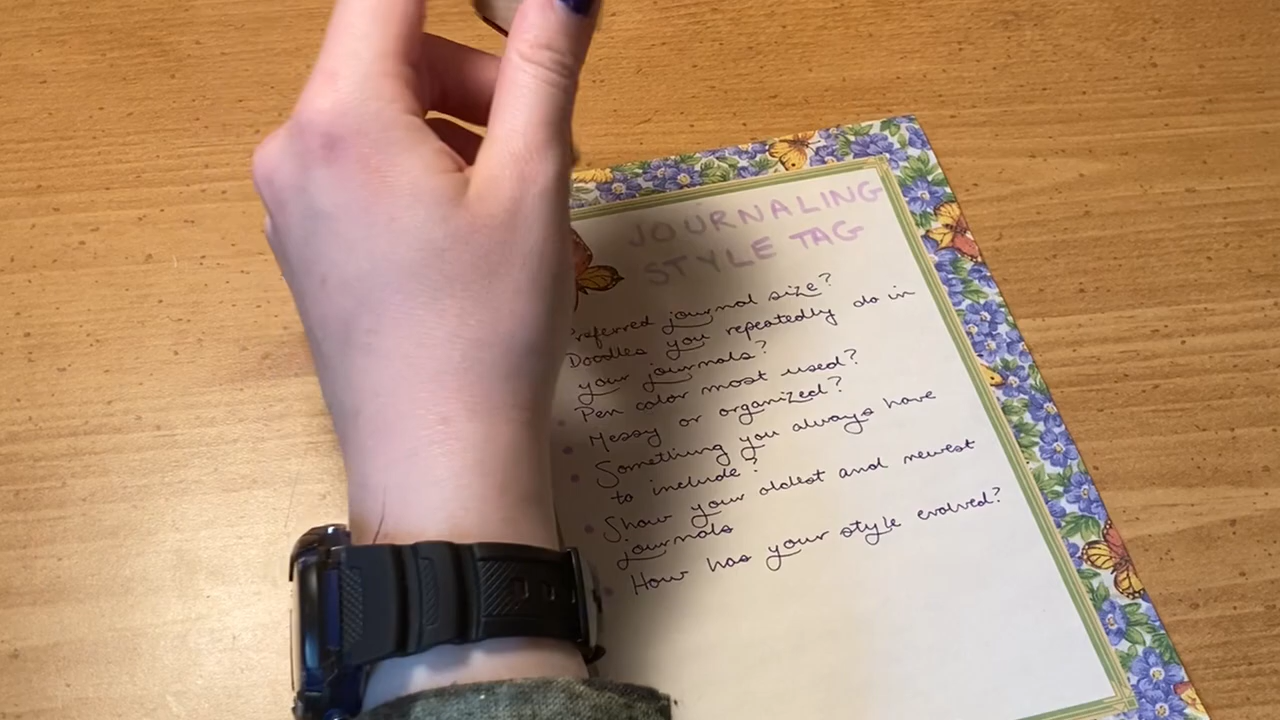 JOURNALING
STYLE TAG
Preferred journal size?
Doodles you repeatedly do in
your journals?
Pen color most used?
Messy or organized?
Something you always have
to include?
Show your oldest and newest
journals
How has your style evolved?